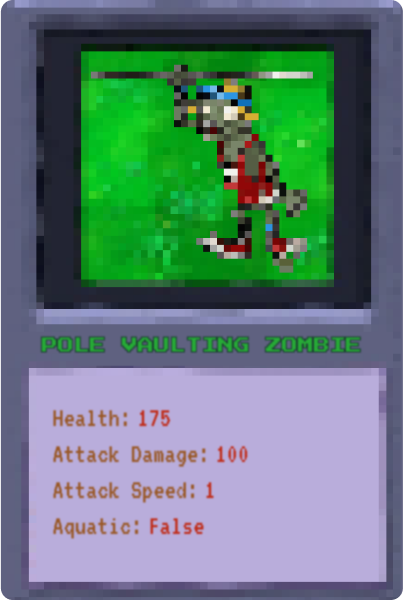 POLE VAULTING ZOMBIE
Health: 175
Attack Damage: 100
Attack Speed: 1
Aquatic: False